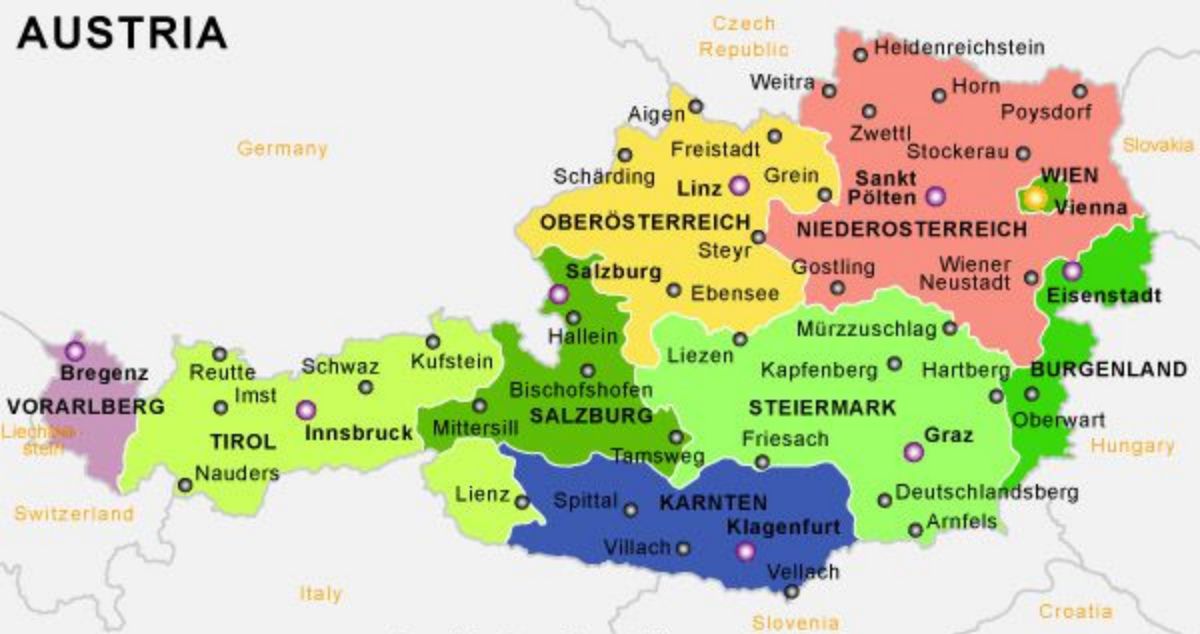 AUSTRIA
Czech
Republic
Heidenreichstein
Weitra
Horn
Poysdorf
Aigen
Zwettl
Germany
Freistadt
Stockerau
Slovakia
Schärding
Linz
Grein
Sankt
Pölten
WIEN
Vienna
OBERÖSTERREICH
NIEDEROSTERREICH
Steyr
Salzburg
Gostling
Wiener
Neustadt
Ebensee
Eisenstadt
Hallein
Mürzzuschlag
Kufstein
Liezen
Schwaz
Reutte
Bregenz
Kapfenberg
Hartberg
BURGENLAND
Imst
Bischofshofen
VORARLBERG
STEIERMARK
SALZBURG
Oberwart
Liechten-
stein
TIROL
Innsbruck
Mittersill
Friesach
Graz
Hungary
Tamsweg
Nauders
Lienz
Spittal
KARNTEN
Deutschlandsberg
Switzerland
Klagenfurt
Arnfels
Villach
Vellach
Italy
Slovenia
Croatia